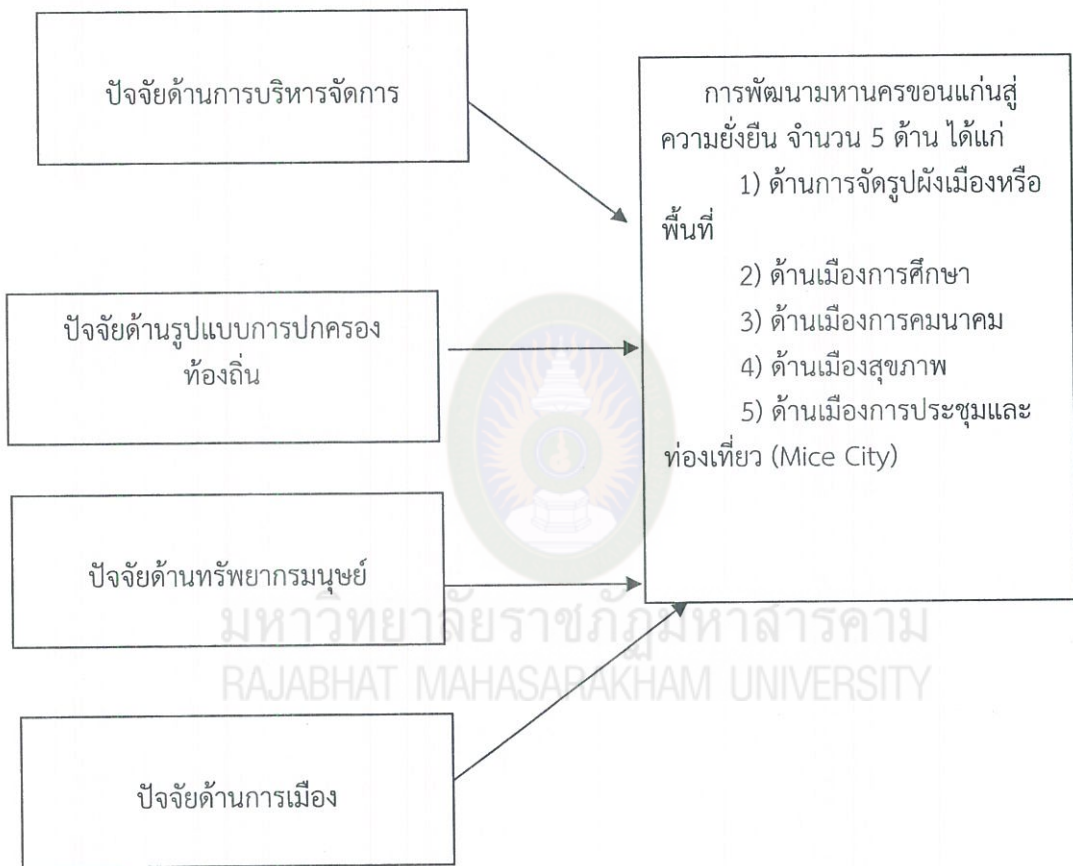 ปัจจัยด้านการบริหารจัดการ
การพัฒนามหานครขอนแก่นสู่
ความยั่งยืน จำนวน 5 ด้าน ได้แก่
1) ด้านการจัดรูปผังเมืองหรือ
พื้นที่
2) ด้านเมืองการศึกษา
3) ด้านเมืองการคมนาคม
4) ด้านเมืองสุขภาพ
5) ด้านเมืองการประชุมและ
ท่องเที่ยว (Mice City)
ปัจจัยด้านรูปแบบการปกครอง
ท้องถิ่น
ปัจจัยด้านทรัพยากรมนุษย์
ปัจจัยด้านการเมือง
มหาวิทยาลัยราชภัฏมหาสารคาม
RAJABHAT MAHASARAKHAM UNIVERSITY